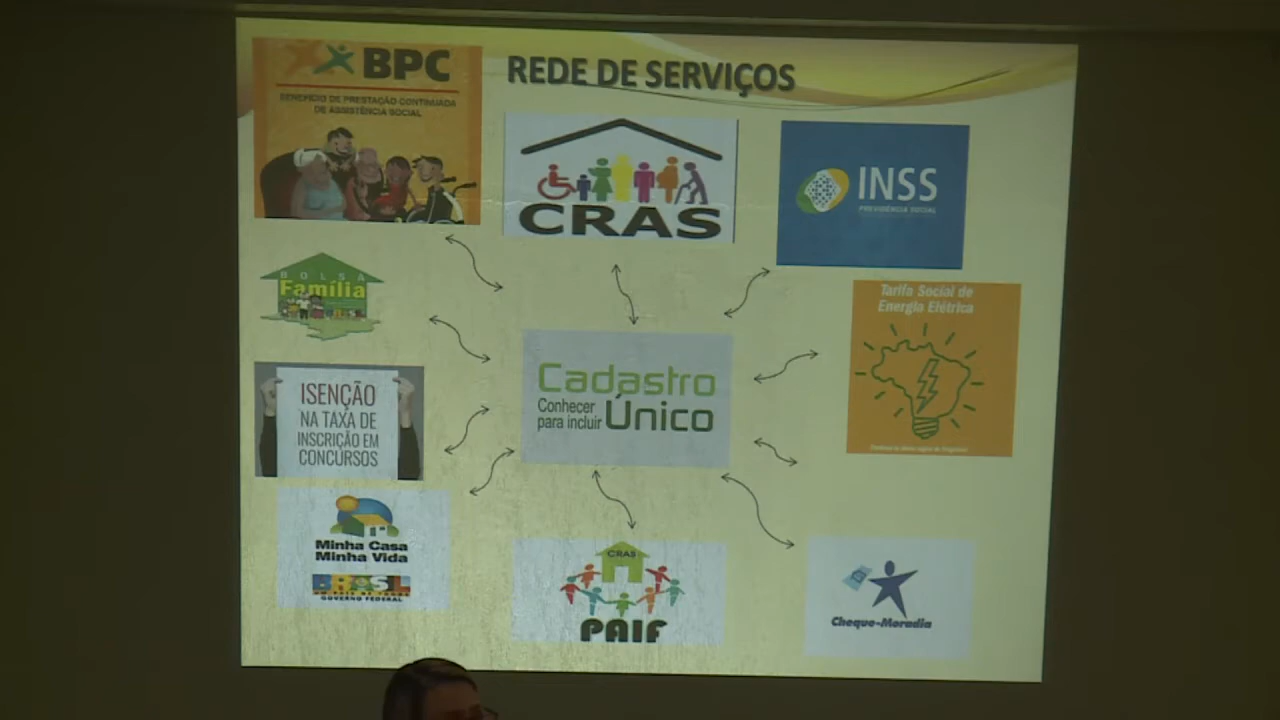 BPC
BENEFÍCIO DE PRESTAÇÃO CONTINUADA
DE ASSISTÊNCIA SOCIAL
REDE DE SERVIÇOS
CRAS
INSS
PREVIDÊNCIA SOCIAL
BOLSA
Família
Tarifa Social de
Energia Elétrica
Cadastro
Conhecer
para incluir
Único
ISENÇÃO
NA TAXA DE
INSCRIÇÃO EM
CONCURSOS
Minha Casa
Minha Vida
BRASIL
GOVERNO FEDERAL
CRAS
PAIF
Cheque-Moradia